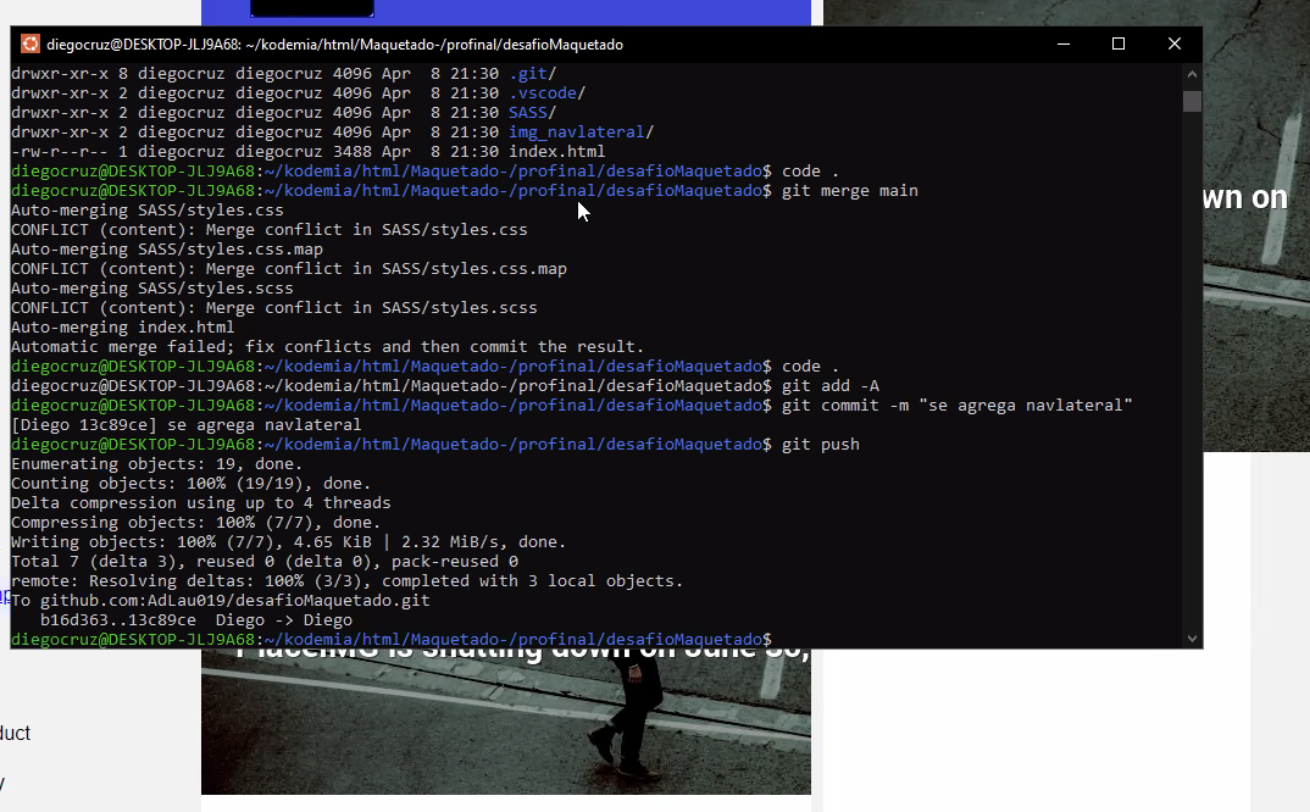 diegocruz@DESKTOP-JLJ9A68: ~/kodemia/html/Maquetado-/profinal/desafioMaquetado
drwxr-xr-x 8 diegocruz diegocruz 4096 Apr  8 21:30 .git/
drwxr-xr-x 2 diegocruz diegocruz 4096 Apr  8 21:30 .vscode/
drwxr-xr-x 2 diegocruz diegocruz 4096 Apr  8 21:30 SASS/
drwxr-xr-x 2 diegocruz diegocruz 4096 Apr  8 21:30 img_navlateral/
-rw-r--r-- 1 diegocruz diegocruz 3488 Apr  8 21:30 index.html
diegocruz@DESKTOP-JLJ9A68:~/kodemia/html/Maquetado-/profinal/desafioMaquetado$ code .
diegocruz@DESKTOP-JLJ9A68:~/kodemia/html/Maquetado-/profinal/desafioMaquetado$ git merge main
Auto-merging SASS/styles.css
CONFLICT (content): Merge conflict in SASS/styles.css
Auto-merging SASS/styles.css.map
CONFLICT (content): Merge conflict in SASS/styles.css.map
Auto-merging SASS/styles.scss
CONFLICT (content): Merge conflict in SASS/styles.scss
Auto-merging index.html
Automatic merge failed; fix conflicts and then commit the result.
diegocruz@DESKTOP-JLJ9A68:~/kodemia/html/Maquetado-/profinal/desafioMaquetado$ code .
diegocruz@DESKTOP-JLJ9A68:~/kodemia/html/Maquetado-/profinal/desafioMaquetado$ git add -A
diegocruz@DESKTOP-JLJ9A68:~/kodemia/html/Maquetado-/profinal/desafioMaquetado$ git commit -m "se agrega navlateral"
[Diego 13c89ce] se agrega navlateral
diegocruz@DESKTOP-JLJ9A68:~/kodemia/html/Maquetado-/profinal/desafioMaquetado$ git push
Enumerating objects: 19, done.
Counting objects: 100% (19/19), done.
Delta compression using up to 4 threads
Compressing objects: 100% (7/7), done.
Writing objects: 100% (7/7), 4.65 KiB | 2.32 MiB/s, done.
Total 7 (delta 3), reused 0 (delta 0), pack-reused 0
remote: Resolving deltas: 100% (3/3), completed with 3 local objects.
To github.com:AdLau019/desafioMaquetado.git
   b16d363..13c89ce  Diego -> Diego
diegocruz@DESKTOP-JLJ9A68:~/kodemia/html/Maquetado-/profinal/desafioMaquetado$
wn on
PlaceIMG is shutting down on June 30,
duct